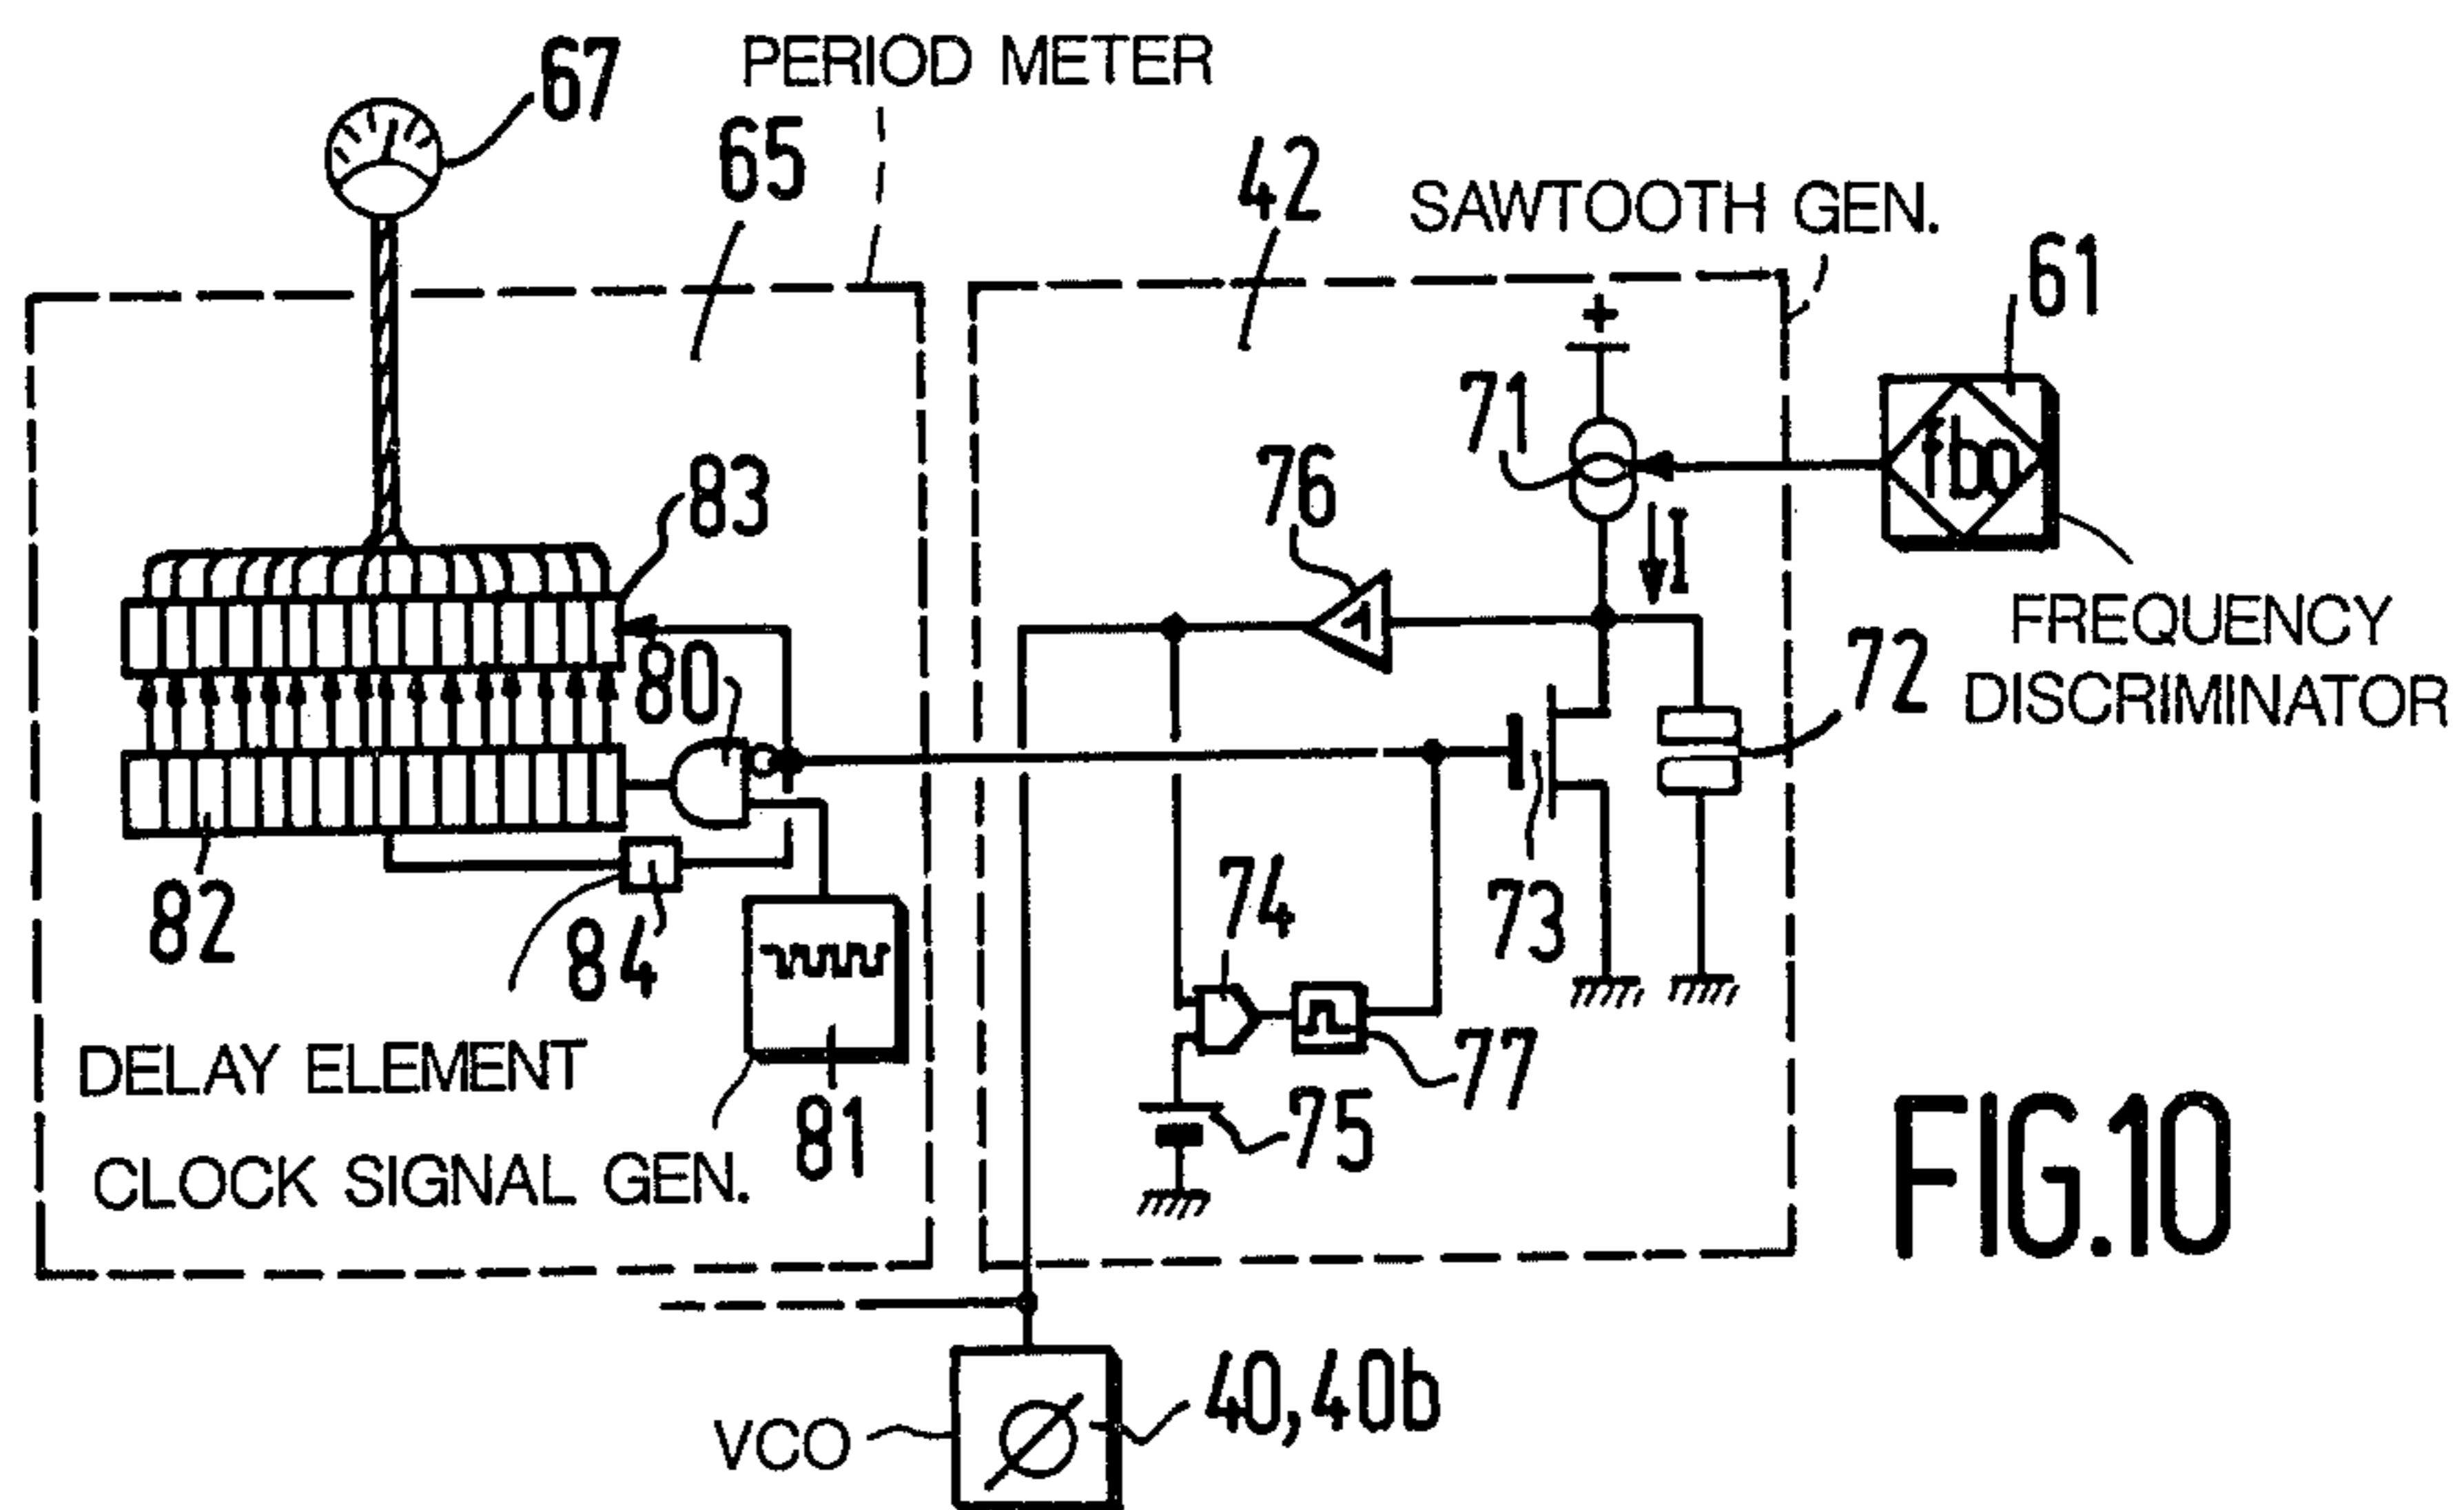 67
PERIOD METER
65
42
SAWTOOTH GEN.
61
+
71
fbo
76
83
I
1
FREQUENCY
DISCRIMINATOR
80
72
82
84
74
73
77
DELAY ELEMENT
81
75
CLOCK SIGNAL GEN.
FIG.10
VCO
40,40b